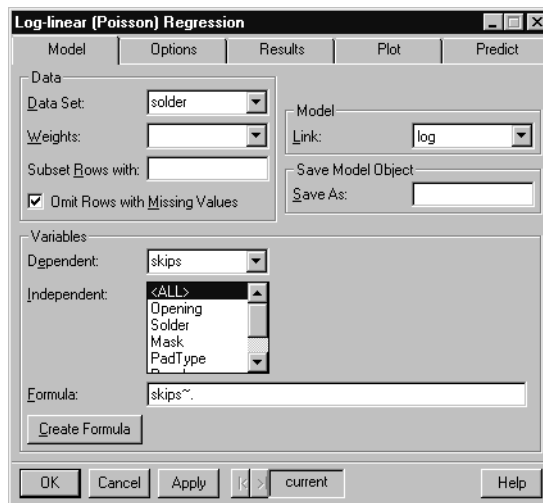 Log-linear (Poisson) Regression
Model Options Results Plot Predict
Data
Data Set: solder
Weights:
Subset Rows with:
Omit Rows with Missing Values
Model
Link: log
Save Model Object
Save As:
Variables
Dependent: skips
Independent: <ALL>
Opening
Solder
Mask
PadType
Formula: skips~.
Create Formula
OK Cancel Apply current Help